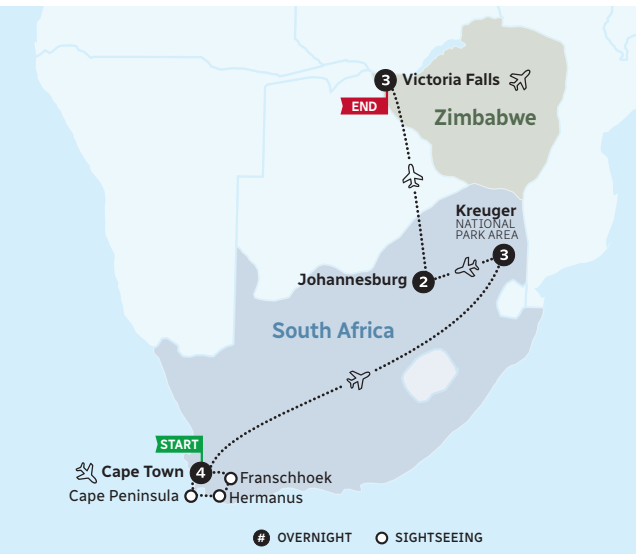 3 Victoria Falls
END
Zimbabwe
Kreuger
NATIONAL
PARK AREA
3
Johannesburg 2
South Africa
START
Cape Town 4
Franschhoek
Cape Peninsula
Hermanus
# OVERNIGHT
SIGHTSEEING